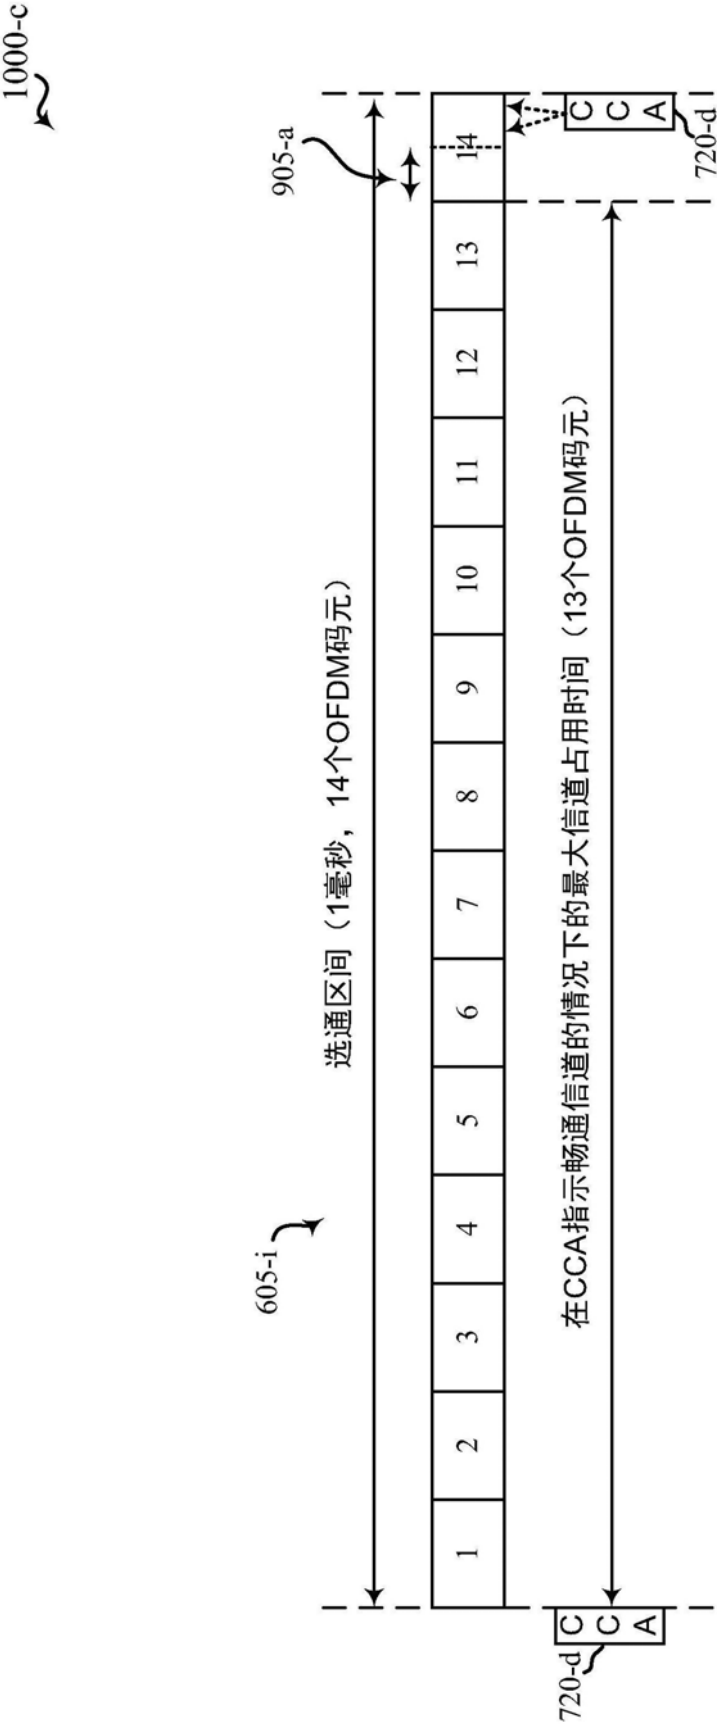 1000-c
605-i
905-a
选通区间（1毫秒，14个OFDM码元）
1 2 3 4 5 6 7 8 9 10 11 12 13 14
在CCA指示畅通信道的情况下的最大信道占用时间（13个OFDM码元）
CCA
720-d
CCA
720-d